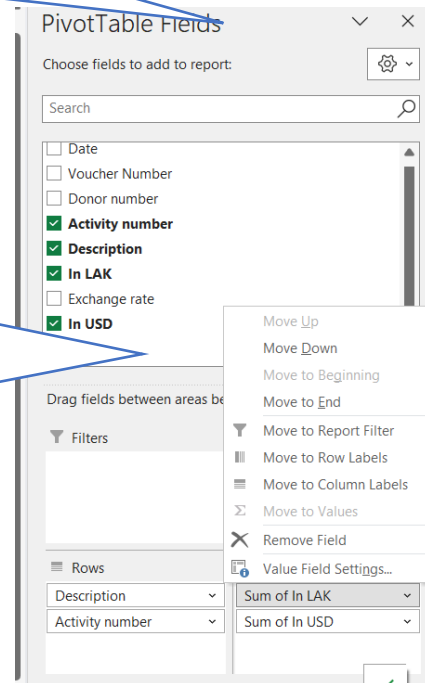 PivotTable Fields
Choose fields to add to report:
Search
Date
Voucher Number
Donor number
Activity number
Description
In LAK
Exchange rate
In USD
Move Up
Move Down
Move to Beginning
Move to End
Drag fields between areas be
Filters
Move to Report Filter
Move to Row Labels
Move to Column Labels
Σ Move to Values
Remove Field
Rows
Value Field Settings...
Description
Sum of In LAK
Activity number
Sum of In USD